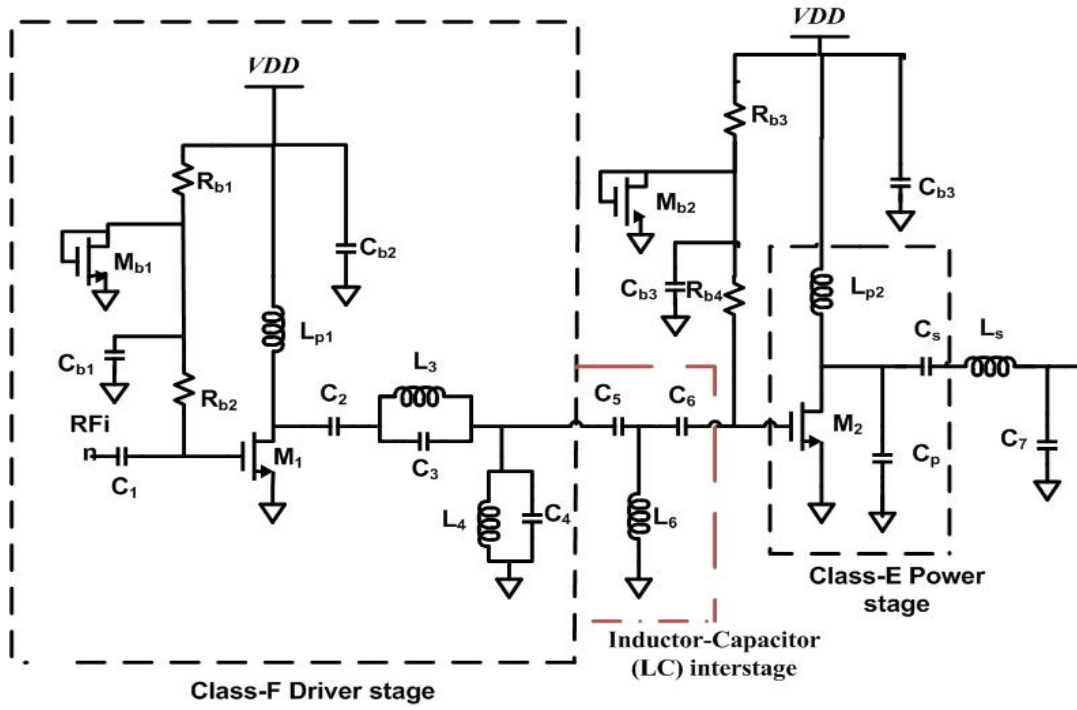 VDD
VDD
Rb1
Rb3
Mb1
Mb2
Cb2
Cb3
Cb1
Lp1
Cb3
Rb4
Lp2
Rb2
L3
C2
C3
RFi
n
C1
M1
L4
C4
C5
C6
L6
M2
Cs
Ls
Cp
C7
Class-E Power
stage
Inductor-Capacitor
(LC) interstage
Class-F Driver stage